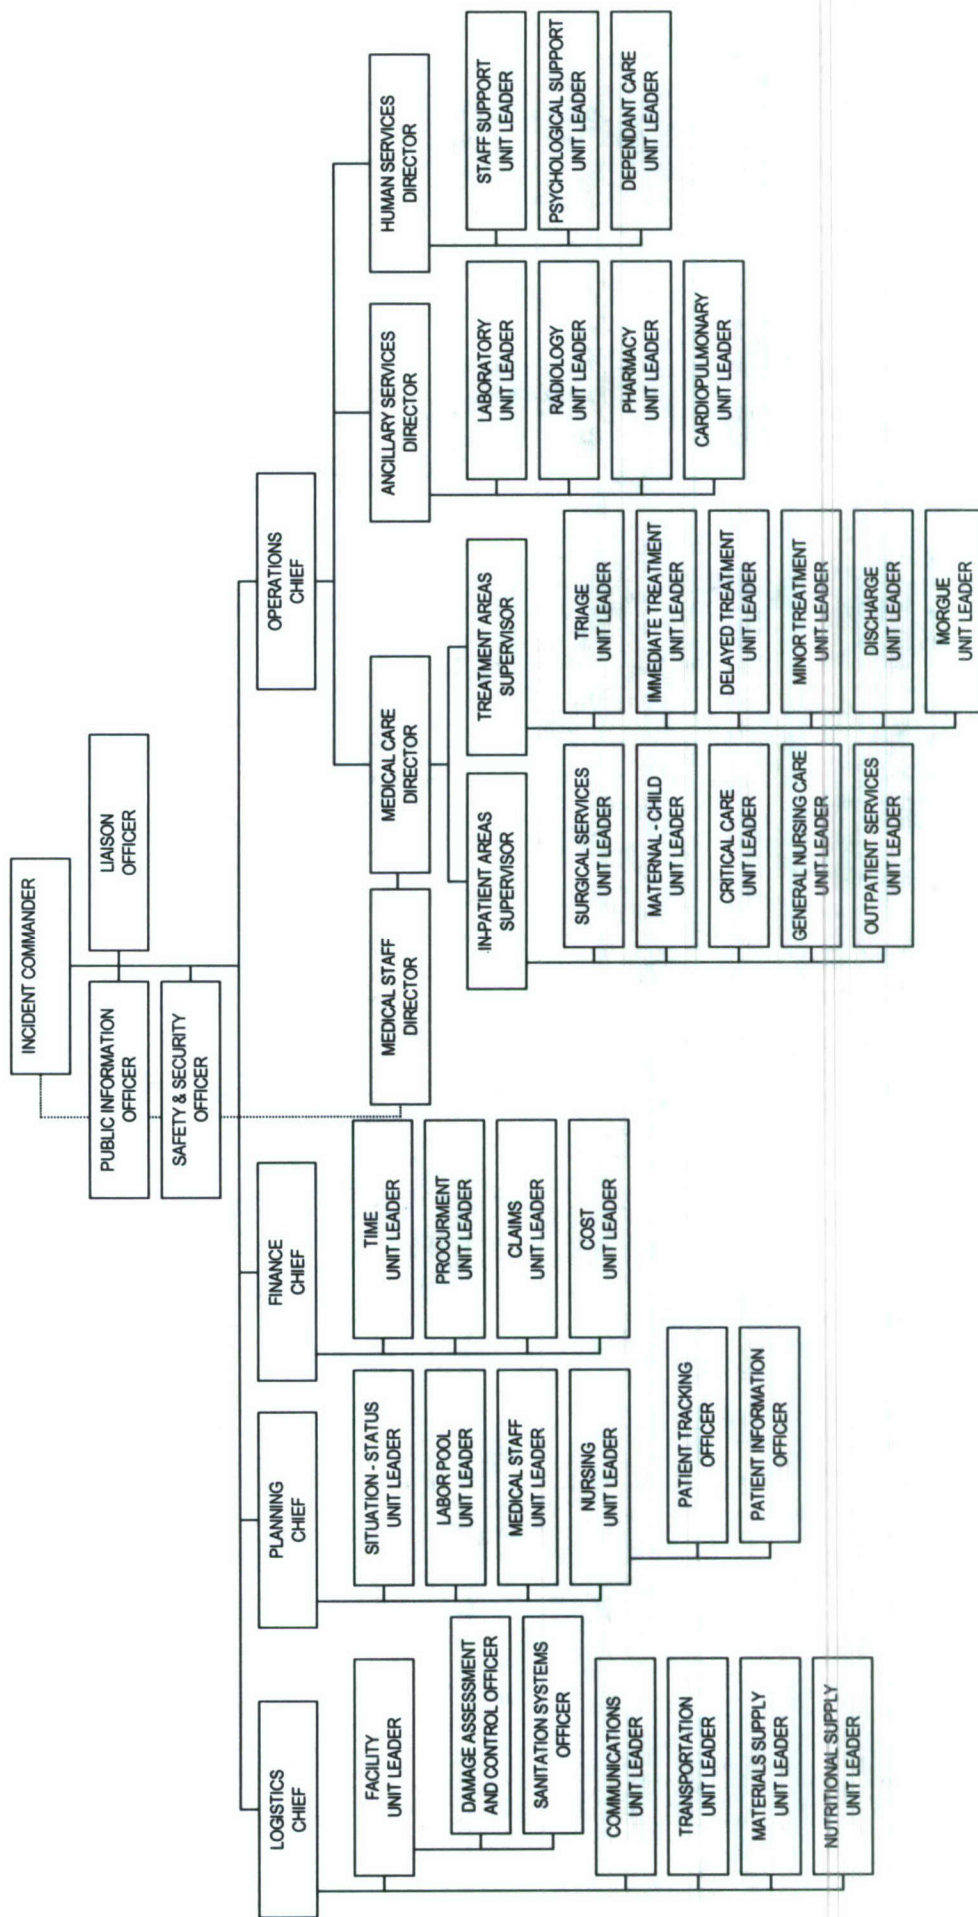 INCIDENT COMMANDER
PUBLIC INFORMATION
OFFICER
LIAISON
OFFICER
SAFETY & SECURITY
OFFICER
LOGISTICS
CHIEF
PLANNING
CHIEF
FINANCE
CHIEF
OPERATIONS
CHIEF
FACILITY
UNIT LEADER
DAMAGE ASSESSMENT
AND CONTROL OFFICER
SANITATION SYSTEMS
OFFICER
COMMUNICATIONS
UNIT LEADER
TRANSPORTATION
UNIT LEADER
MATERIALS SUPPLY
UNIT LEADER
NUTRITIONAL SUPPLY
UNIT LEADER
SITUATION - STATUS
UNIT LEADER
LABOR POOL
UNIT LEADER
MEDICAL STAFF
UNIT LEADER
NURSING
UNIT LEADER
PATIENT TRACKING
OFFICER
PATIENT INFORMATION
OFFICER
TIME
UNIT LEADER
PROCURMENT
UNIT LEADER
CLAIMS
UNIT LEADER
COST
UNIT LEADER
MEDICAL STAFF
DIRECTOR
MEDICAL CARE
DIRECTOR
IN-PATIENT AREAS
SUPERVISOR
SURGICAL SERVICES
UNIT LEADER
MATERNAL - CHILD
UNIT LEADER
CRITICAL CARE
UNIT LEADER
GENERAL NURSING CARE
UNIT LEADER
OUTPATIENT SERVICES
UNIT LEADER
TREATMENT AREAS
SUPERVISOR
TRIAGE
UNIT LEADER
IMMEDIATE TREATMENT
UNIT LEADER
DELAYED TREATMENT
UNIT LEADER
MINOR TREATMENT
UNIT LEADER
DISCHARGE
UNIT LEADER
MORGUE
UNIT LEADER
ANCILLARY SERVICES
DIRECTOR
LABORATORY
UNIT LEADER
RADIOLOGY
UNIT LEADER
PHARMACY
UNIT LEADER
CARDIOPULMONARY
UNIT LEADER
HUMAN SERVICES
DIRECTOR
STAFF SUPPORT
UNIT LEADER
PSYCHOLOGICAL SUPPORT
UNIT LEADER
DEPENDANT CARE
UNIT LEADER